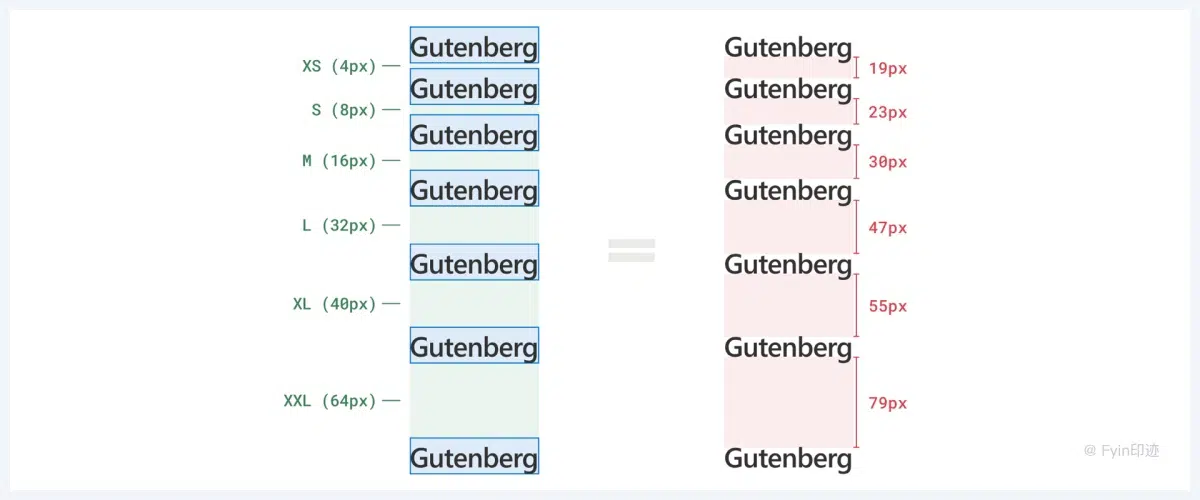 Gutenberg
XS (4px)
Gutenberg
S (8px)
Gutenberg
M (16px)
Gutenberg
L (32px)
Gutenberg
XL (40px)
Gutenberg
XXL (64px)
Gutenberg
Gutenberg
19px
Gutenberg
23px
Gutenberg
30px
Gutenberg
47px
Gutenberg
55px
Gutenberg
79px
Gutenberg
@ Fyin印迹